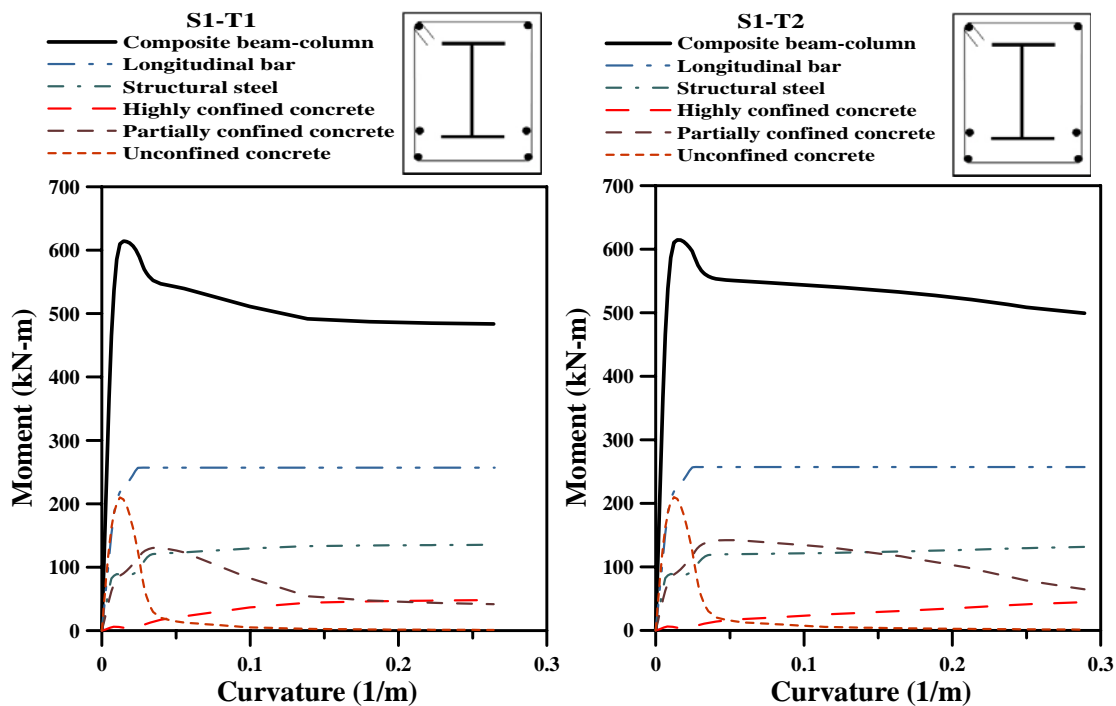 S1-T1
Composite beam-column
Longitudinal bar
Structural steel
Highly confined concrete
Partially confined concrete
Unconfined concrete
700
600
500
400
300
200
100
0
Moment (kN-m)
0
0.1
0.2
0.3
Curvature (1/m)
S1-T2
Composite beam-column
Longitudinal bar
Structural steel
Highly confined concrete
Partially confined concrete
Unconfined concrete
700
600
500
400
300
200
100
0
Moment (kN-m)
0
0.1
0.2
0.3
Curvature (1/m)